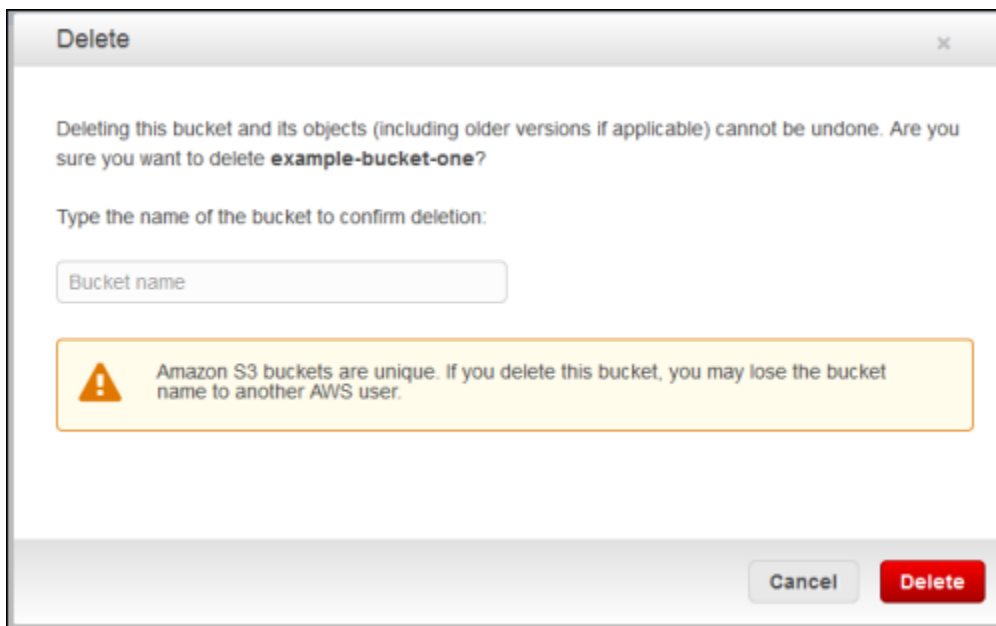 Delete
×
Deleting this bucket and its objects (including older versions if applicable) cannot be undone. Are you
sure you want to delete example-bucket-one?
Type the name of the bucket to confirm deletion:
Bucket name
Amazon S3 buckets are unique. If you delete this bucket, you may lose the bucket
name to another AWS user.
Cancel Delete